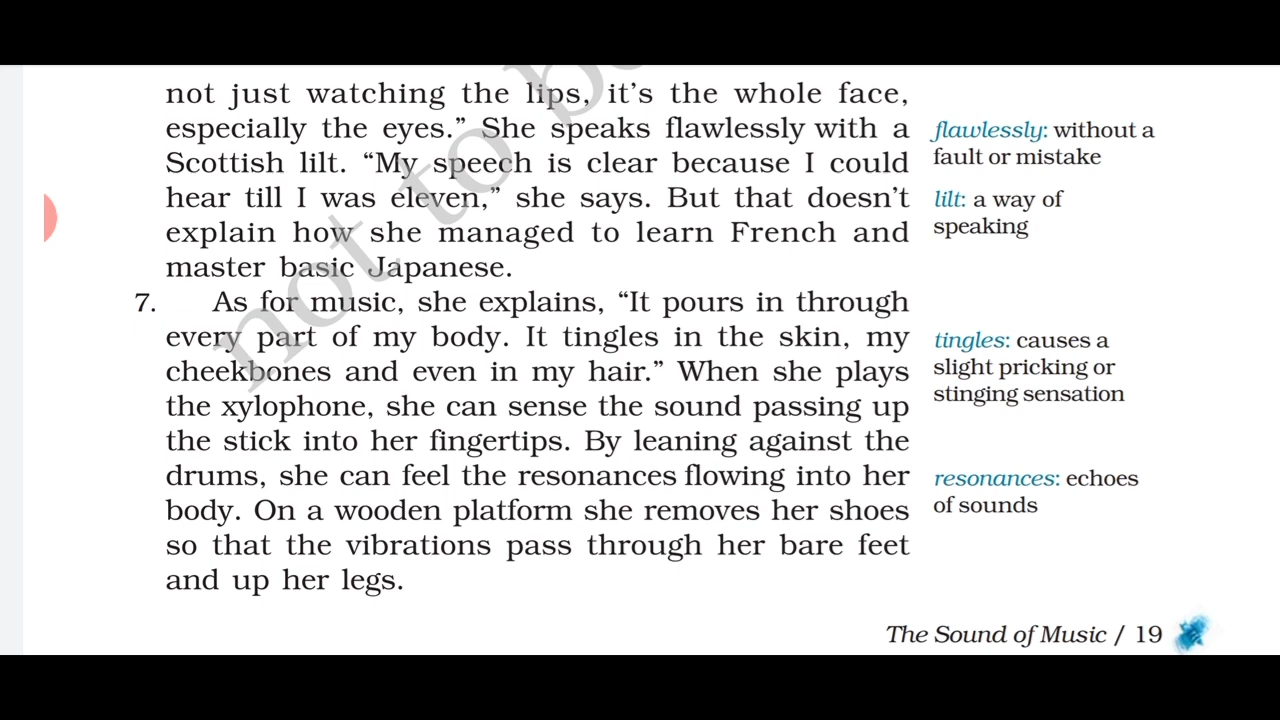 not just watching the lips, it's the whole face,
especially the eyes.” She speaks flawlessly with a
Scottish lilt. “My speech is clear because I could
hear till I was eleven,” she says. But that doesn't
explain how she managed to learn French and
master basic Japanese.
7. As for music, she explains, “It pours in through
every part of my body. It tingles in the skin, my
cheekbones and even in my hair.” When she plays
the xylophone, she can sense the sound passing up
the stick into her fingertips. By leaning against the
drums, she can feel the resonances flowing into her
body. On a wooden platform she removes her shoes
so that the vibrations pass through her bare feet
and up her legs.
flawlessly: without a
fault or mistake
lilt: a way of
speaking
tingles: causes a
slight pricking or
stinging sensation
resonances: echoes
of sounds
The Sound of Music / 19
not to be